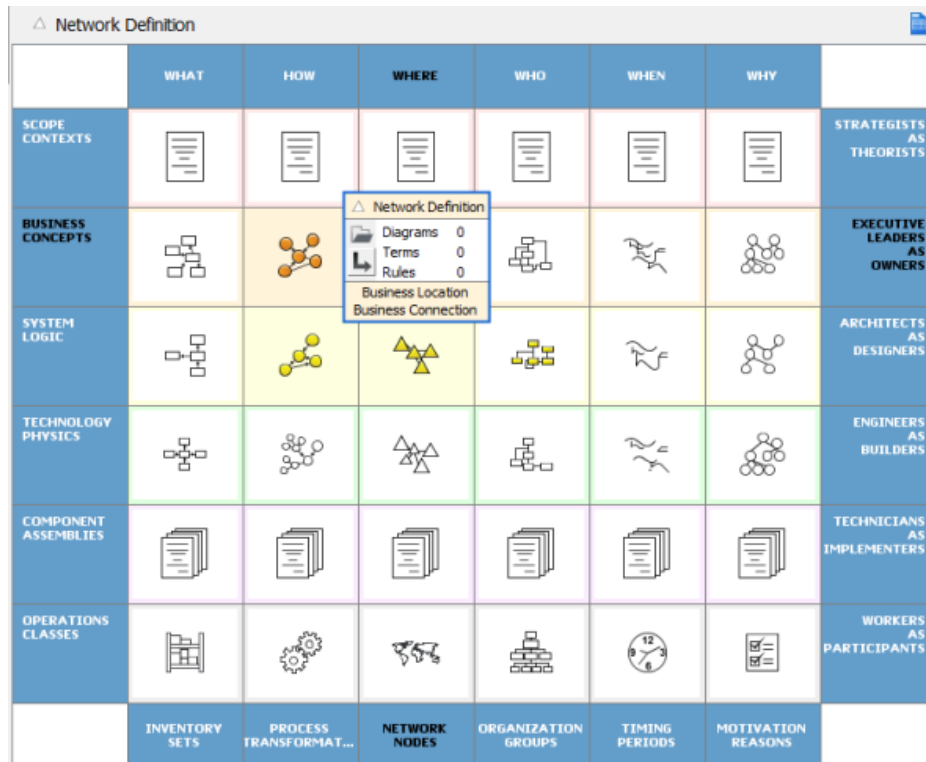 Network Definition
WHAT
HOW
WHERE
WHO
WHEN
WHY
SCOPE
CONTEXTS
STRATEGISTS
AS
THEORISTS
BUSINESS
CONCEPTS
Network Definition
Diagrams 0
Terms 0
Rules 0
Business Location
Business Connection
EXECUTIVE
LEADERS
AS
OWNERS
SYSTEM
LOGIC
ARCHITECTS
AS
DESIGNERS
TECHNOLOGY
PHYSICS
ENGINEERS
AS
BUILDERS
COMPONENT
ASSEMBLIES
TECHNICIANS
AS
IMPLEMENTERS
OPERATIONS
CLASSES
12
9
3
6
WORKERS
AS
PARTICIPANTS
INVENTORY
SETS
PROCESS
TRANSFORMAT...
NETWORK
NODES
ORGANIZATION
GROUPS
TIMING
PERIODS
MOTIVATION
REASONS